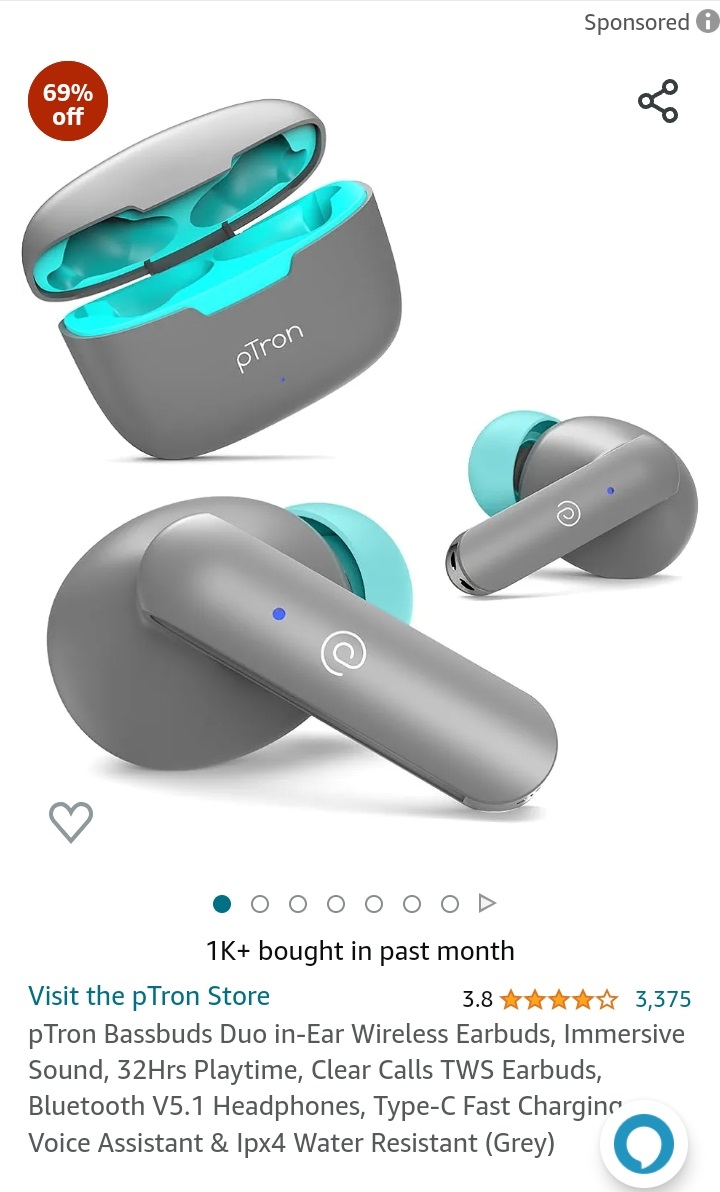 Sponsored
69%
off
pTron
1K+ bought in past month
Visit the pTron Store
3.8
3,375
pTron Bassbuds Duo in-Ear Wireless Earbuds, Immersive
Sound, 32Hrs Playtime, Clear Calls TWS Earbuds,
Bluetooth V5.1 Headphones, Type-C Fast Charging,
Voice Assistant & Ipx4 Water Resistant (Grey)